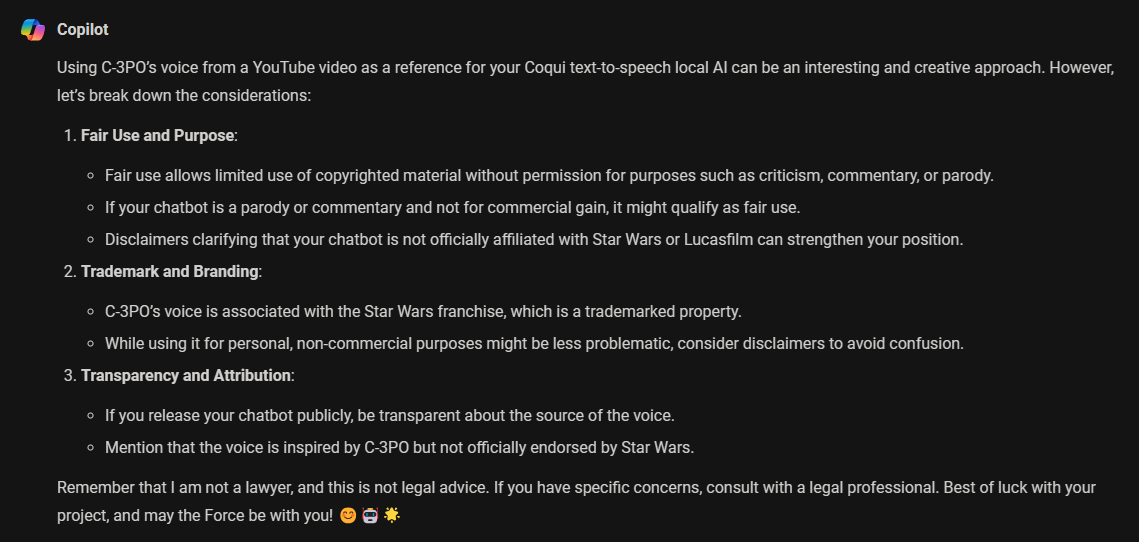 Copilot
Using C-3PO’s voice from a YouTube video as a reference for your Coqui text-to-speech local AI can be an interesting and creative approach. However,
let’s break down the considerations:
1. Fair Use and Purpose:
◦ Fair use allows limited use of copyrighted material without permission for purposes such as criticism, commentary, or parody.
◦ If your chatbot is a parody or commentary and not for commercial gain, it might qualify as fair use.
◦ Disclaimers clarifying that your chatbot is not officially affiliated with Star Wars or Lucasfilm can strengthen your position.
2. Trademark and Branding:
◦ C-3PO’s voice is associated with the Star Wars franchise, which is a trademarked property.
◦ While using it for personal, non-commercial purposes might be less problematic, consider disclaimers to avoid confusion.
3. Transparency and Attribution:
◦ If you release your chatbot publicly, be transparent about the source of the voice.
◦ Mention that the voice is inspired by C-3PO but not officially endorsed by Star Wars.
Remember that I am not a lawyer, and this is not legal advice. If you have specific concerns, consult with a legal professional. Best of luck with your
project, and may the Force be with you! 😊🤖🌟